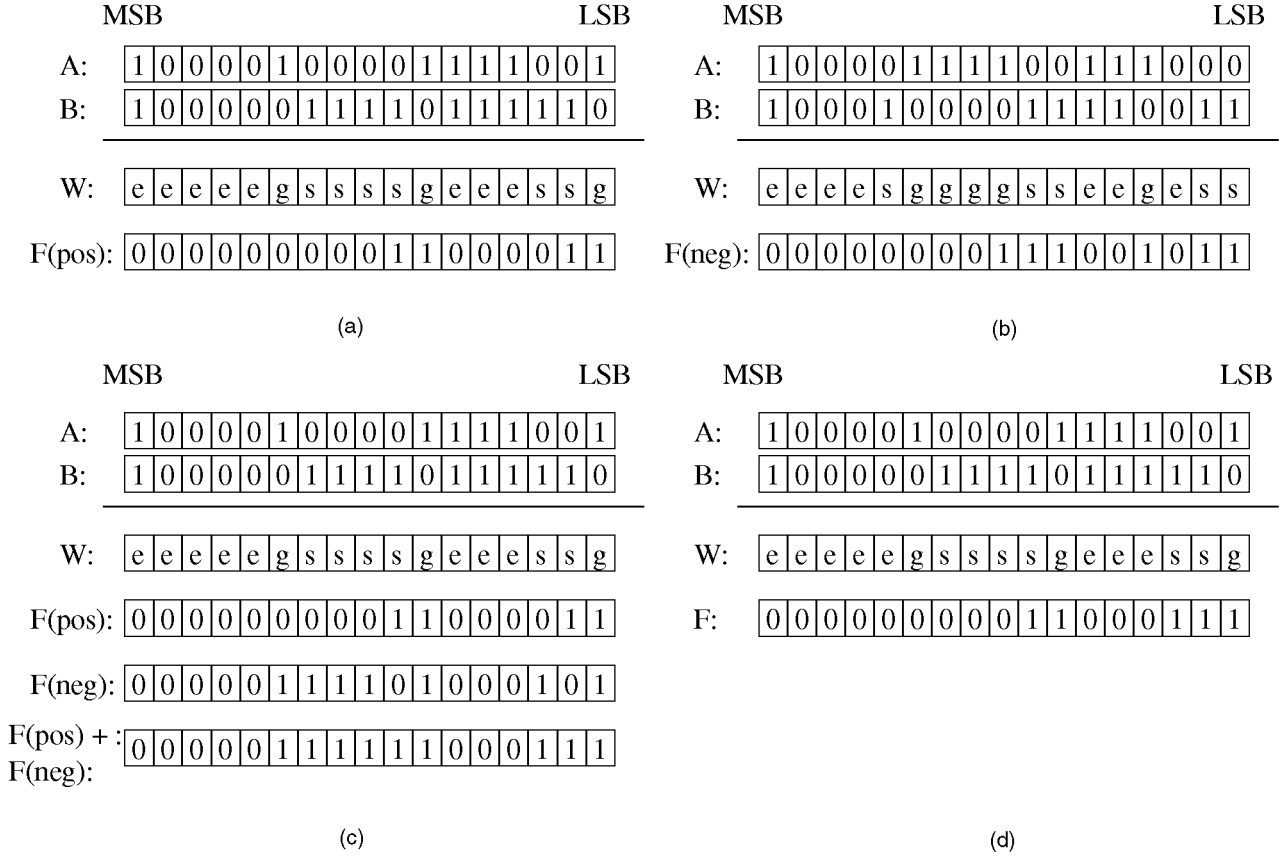 MSB LSB
A: 1 0 0 0 0 1 0 0 0 0 1 1 1 1 0 0 1
B: 1 0 0 0 0 0 1 1 1 1 0 1 1 1 1 1 0
W: e e e e e g s s s s g e e e s s g
F(pos): 0 0 0 0 0 0 0 0 0 1 1 0 0 0 0 1 1
(a)
MSB LSB
A: 1 0 0 0 0 1 1 1 1 0 0 1 1 1 0 0 0
B: 1 0 0 0 1 0 0 0 0 1 1 1 1 0 0 1 1
W: e e e e s g g g g s s e e g e s s
F(neg): 0 0 0 0 0 0 0 0 1 1 1 0 0 1 0 1 1
(b)
MSB LSB
A: 1 0 0 0 0 1 0 0 0 0 1 1 1 1 0 0 1
B: 1 0 0 0 0 0 1 1 1 1 0 1 1 1 1 1 0
W: e e e e e g s s s s g e e e s s g
F(pos): 0 0 0 0 0 0 0 0 0 1 1 0 0 0 0 1 1
F(neg): 0 0 0 0 0 1 1 1 1 0 1 0 0 0 1 0 1
F(pos) + : 0 0 0 0 0 1 1 1 1 1 1 0 0 0 1 1 1
F(neg):
(c)
MSB LSB
A: 1 0 0 0 0 1 0 0 0 0 1 1 1 1 0 0 1
B: 1 0 0 0 0 0 1 1 1 1 0 1 1 1 1 1 0
W: e e e e e g s s s s g e e e s s g
F: 0 0 0 0 0 0 0 0 0 1 1 0 0 0 1 1 1
(d)